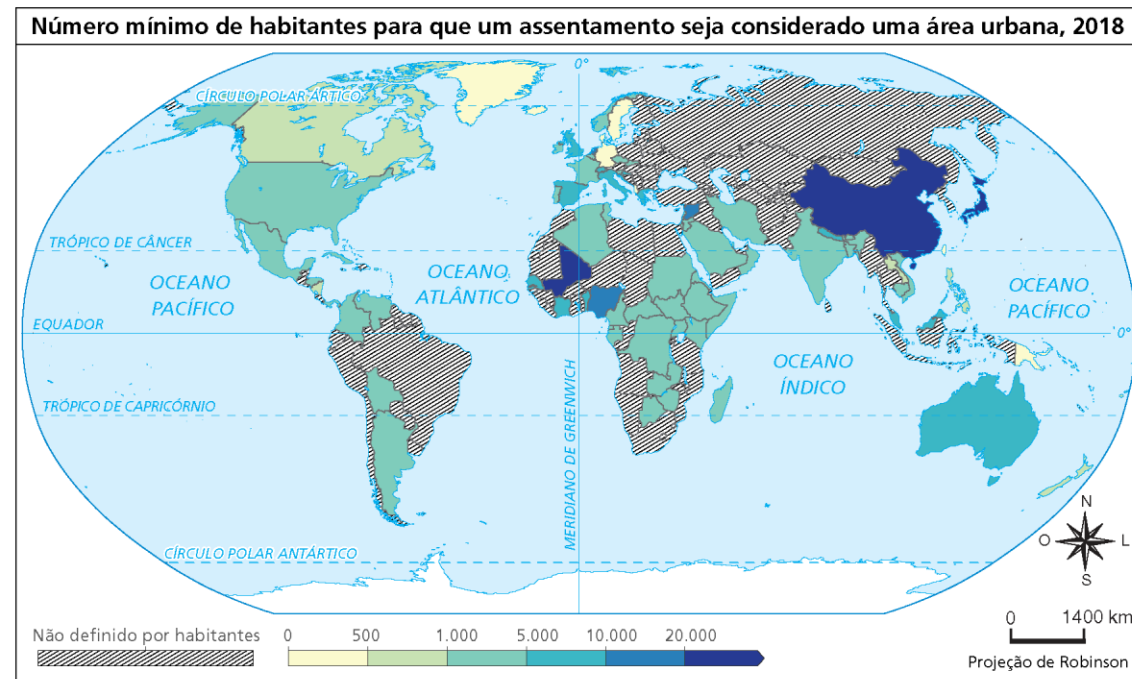 Número mínimo de habitantes para que um assentamento seja considerado uma área urbana, 2018
0°
CÍRCULO POLAR ÁRTICO
TRÓPICO DE CÂNCER
OCEANO
PACÍFICO
OCEANO
ATLÂNTICO
OCEANO
PACÍFICO
EQUADOR
0°
OCEANO
ÍNDICO
TRÓPICO DE CAPRICÓRNIO
MERIDIANO DE GREENWICH
CÍRCULO POLAR ANTÁRTICO
N
O L
S
Não definido por habitantes
0 500 1.000 5.000 10.000 20.000
0 1400 km
Projeção de Robinson